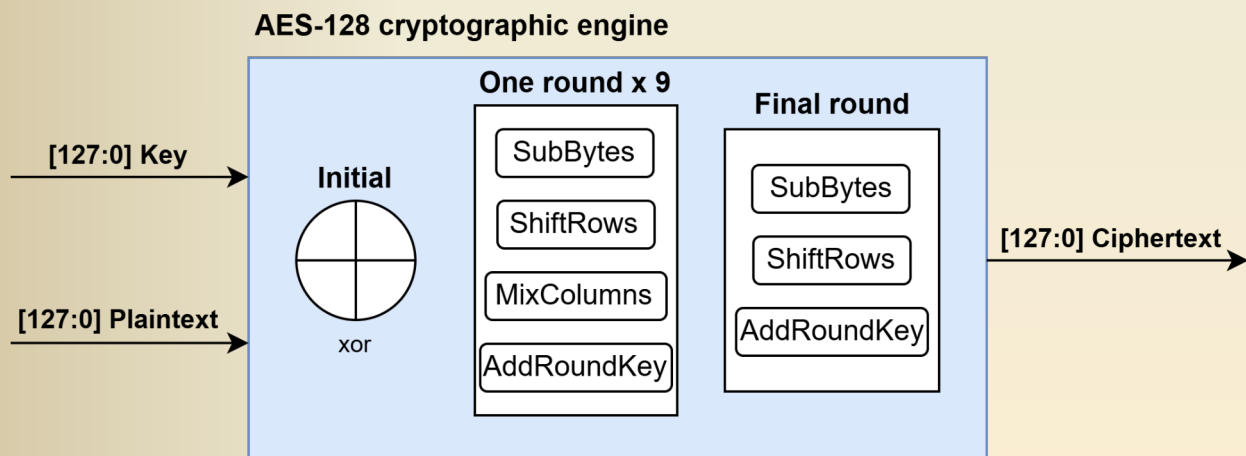 AES-128 cryptographic engine
[127:0] Key
[127:0] Plaintext
Initial
xor
One round x 9
SubBytes
ShiftRows
MixColumns
AddRoundKey
Final round
SubBytes
ShiftRows
AddRoundKey
[127:0] Ciphertext